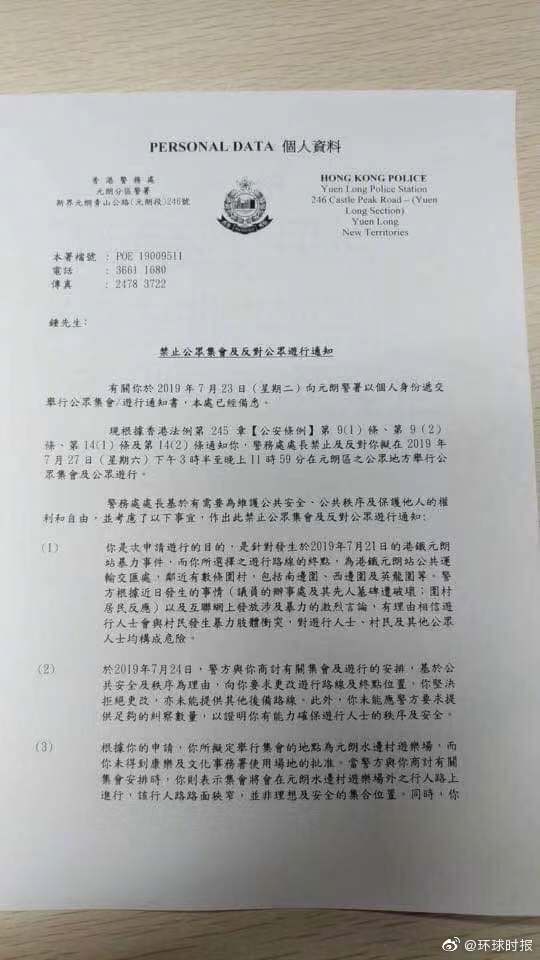 PERSONAL DATA 個人資料
香港警務處
元朗分區警署
新界元朗青山公路(元朗段)246號
HONG KONG POLICE
Yuen Long Police Station
246 Castle Peak Road – (Yuen
Long Section)
Yuen Long
New Territories
本署檔號 : POE 19009511
電話 : 3661 1680
傳真 : 2478 3722
鍾先生:
禁止公眾集會及反對公眾遊行通知
有關你於 2019 年 7 月 23 日 (星期二) 向元朗警署以個人身份遞交
舉行公眾集會/遊行通知書，本處已經備悉。
現根據香港法例第 245 章【公安條例】第 9(1) 條、第 9 (2)
條、第 14(1) 條及第 14(2) 條通知你，警務處處長禁止及反對你擬在 2019 年
7 月 27 日 (星期六) 下午 3 時半至晚上 11 時 59 分在元朗區之公眾地方舉行公
眾集會及公眾遊行。
警務處處長基於有需要為維護公共安全、公共秩序及保護他人的權
利和自由，並考慮了以下事宜，作出此禁止公眾集會及反對公眾遊行通知:
(1) 你是次申請遊行的目的，是針對發生於2019年7月21日的港鐵元朗
站暴力事件，而你所選擇之遊行路線的終點，為港鐵元朗站公共運
輸交匯處，鄰近有數條圍村，包括南邊圍、西邊圍及英龍圍等。警
方根據近日發生的事情 (議員的辦事處及其先人墓碑遭破壞；圍村
居民反應) 以及互聯網上發放涉及暴力的激烈言論，有理由相信遊
行人士會與村民發生暴力肢體衝突，對遊行人士、村民及其他公眾
人士均構成危險。
(2) 於2019年7月24日，警方與你商討有關集會及遊行的安排，基於公
共安全及秩序為理由，向你要求更改遊行路線及終點位置，你堅決
拒絕更改，亦未能提供其他後備路線。此外，你未能應警方要求提
供足夠的糾察數量，以證明你有能力確保遊行人士的秩序及安全。
(3) 根據你的申請，你所擬定舉行集會的地點為元朗水邊村遊樂場，而
你未得到康樂及文化事務署使用場地的批准。當警方與你商討有關
集會安排時，你則表示集會將會在元朗水邊村遊樂場外之行人路上
進行，該行人路路面狹窄，並非理想及安全的集合位置。同時，你
@环球时报